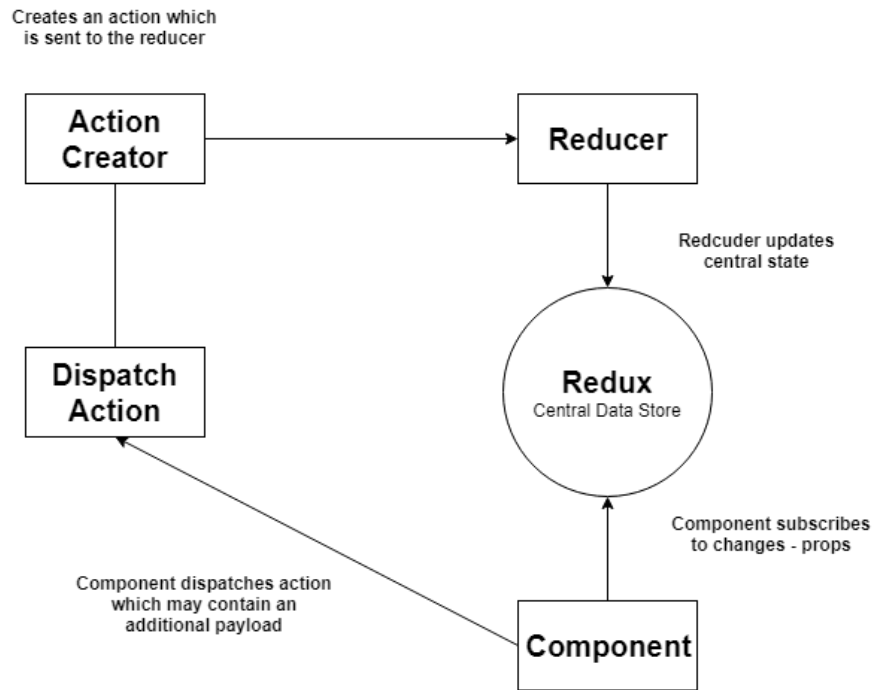 Creates an action which
is sent to the reducer
Action
Creator
Reducer
Redcuder updates
central state
Dispatch
Action
Redux
Central Data Store
Component subscribes
to changes - props
Component dispatches action
which may contain an
additional payload
Component